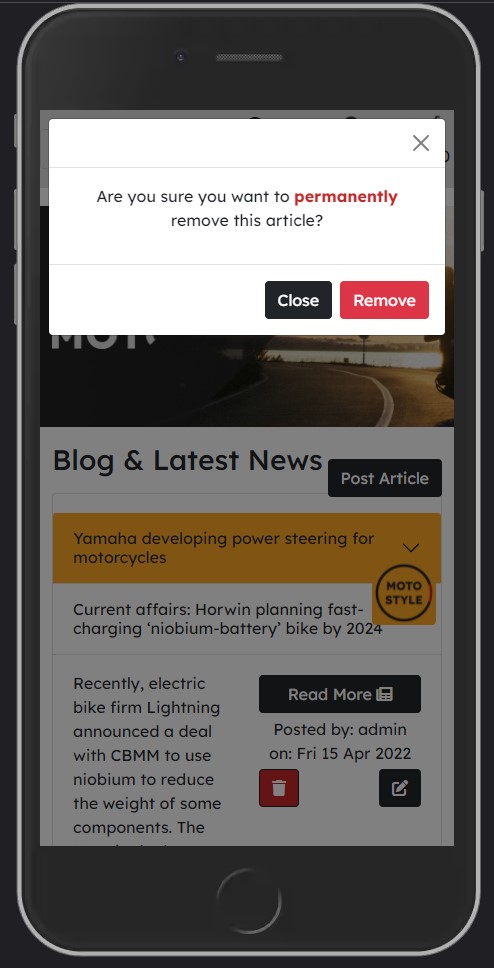 Are you sure you want to permanently
remove this article?
Close
Remove
Blog & Latest News
Post Article
Yamaha developing power steering for
motorcycles
MOTO
STYLE
Current affairs: Horwin planning fast-
charging ‘niobium-battery’ bike by 2024
Recently, electric
bike firm Lightning
announced a deal
with CBMM to use
niobium to reduce
the weight of some
components. The
Read More
Posted by: admin
on: Fri 15 Apr 2022